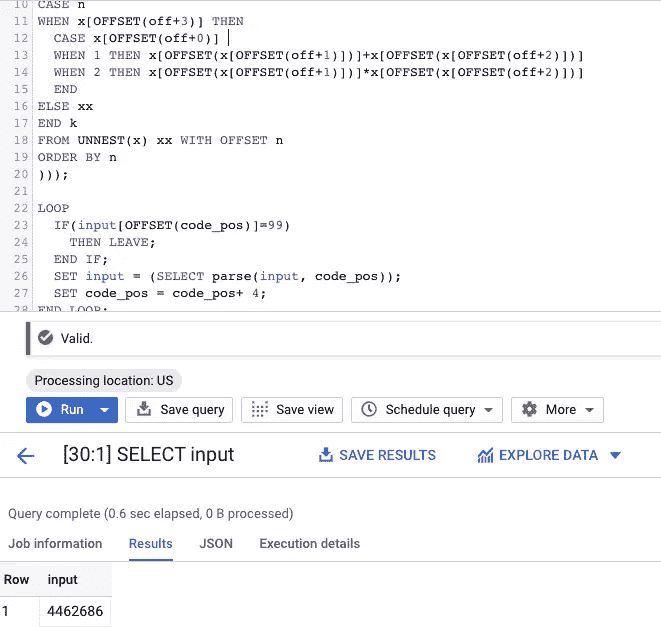 10 CASE n
11 WHEN x[OFFSET(off+3)] THEN
12 CASE x[OFFSET(off+0)]
13 WHEN 1 THEN x[OFFSET(x[OFFSET(off+1)])]+x[OFFSET(x[OFFSET(off+2)])]
14 WHEN 2 THEN x[OFFSET(x[OFFSET(off+1)])]*x[OFFSET(x[OFFSET(off+2)])]
15 END
16 ELSE xx
17 END k
18 FROM UNNEST(x) xx WITH OFFSET n
19 ORDER BY n
20 )));
21
22 LOOP
23 IF(input[OFFSET(code_pos)]=99)
24 THEN LEAVE;
25 END IF;
26 SET input = (SELECT parse(input, code_pos));
27 SET code_pos = code_pos+ 4;
28 END LOOP;
Valid.
Processing location: US
Run
Save query
Save view
Schedule query
More
[30:1] SELECT input
SAVE RESULTS
EXPLORE DATA
Query complete (0.6 sec elapsed, 0 B processed)
Job information
Results
JSON
Execution details
Row input
1 4462686